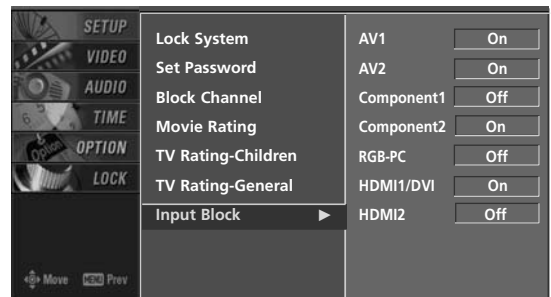 SETUP
VIDEO
AUDIO
TIME
OPTION
LOCK
Move MENU Prev
Lock System
Set Password
Block Channel
Movie Rating
TV Rating-Children
TV Rating-General
Input Block ►
AV1 On
AV2 On
Component1 Off
Component2 On
RGB-PC Off
HDMI1/DVI On
HDMI2 Off